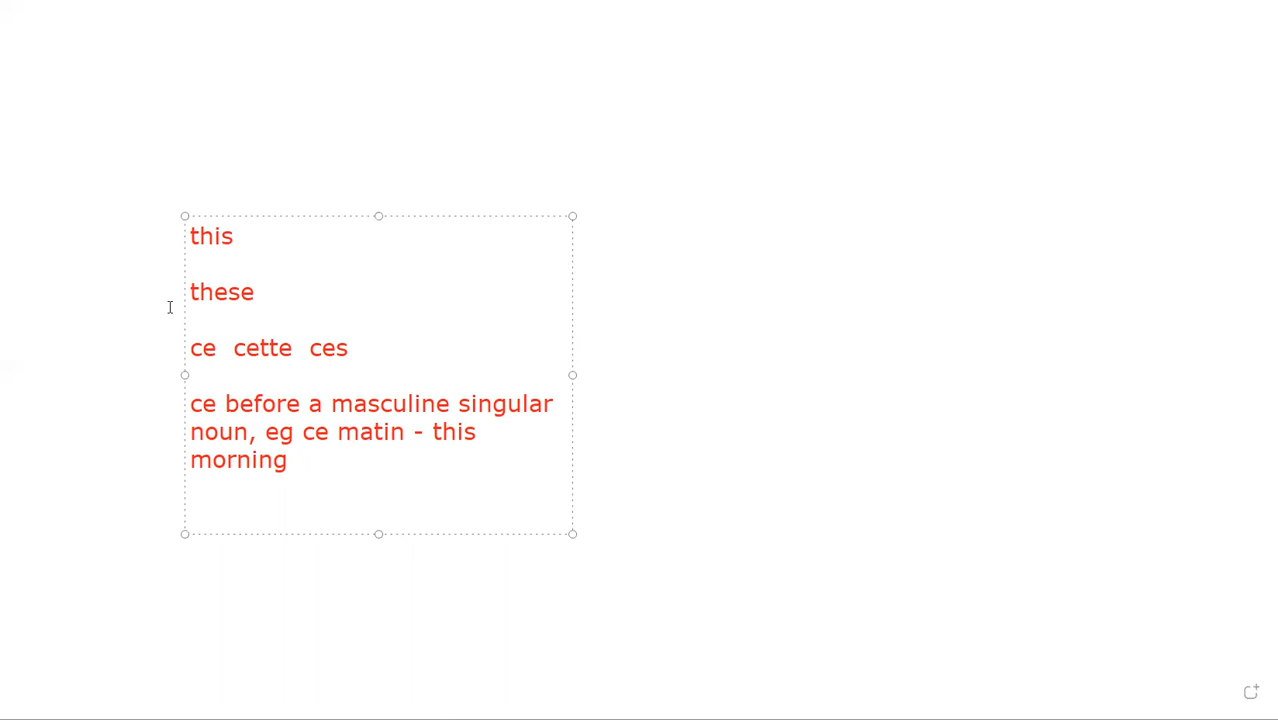 this
these
ce  cette  ces
ce before a masculine singular
noun, eg ce matin - this
morning